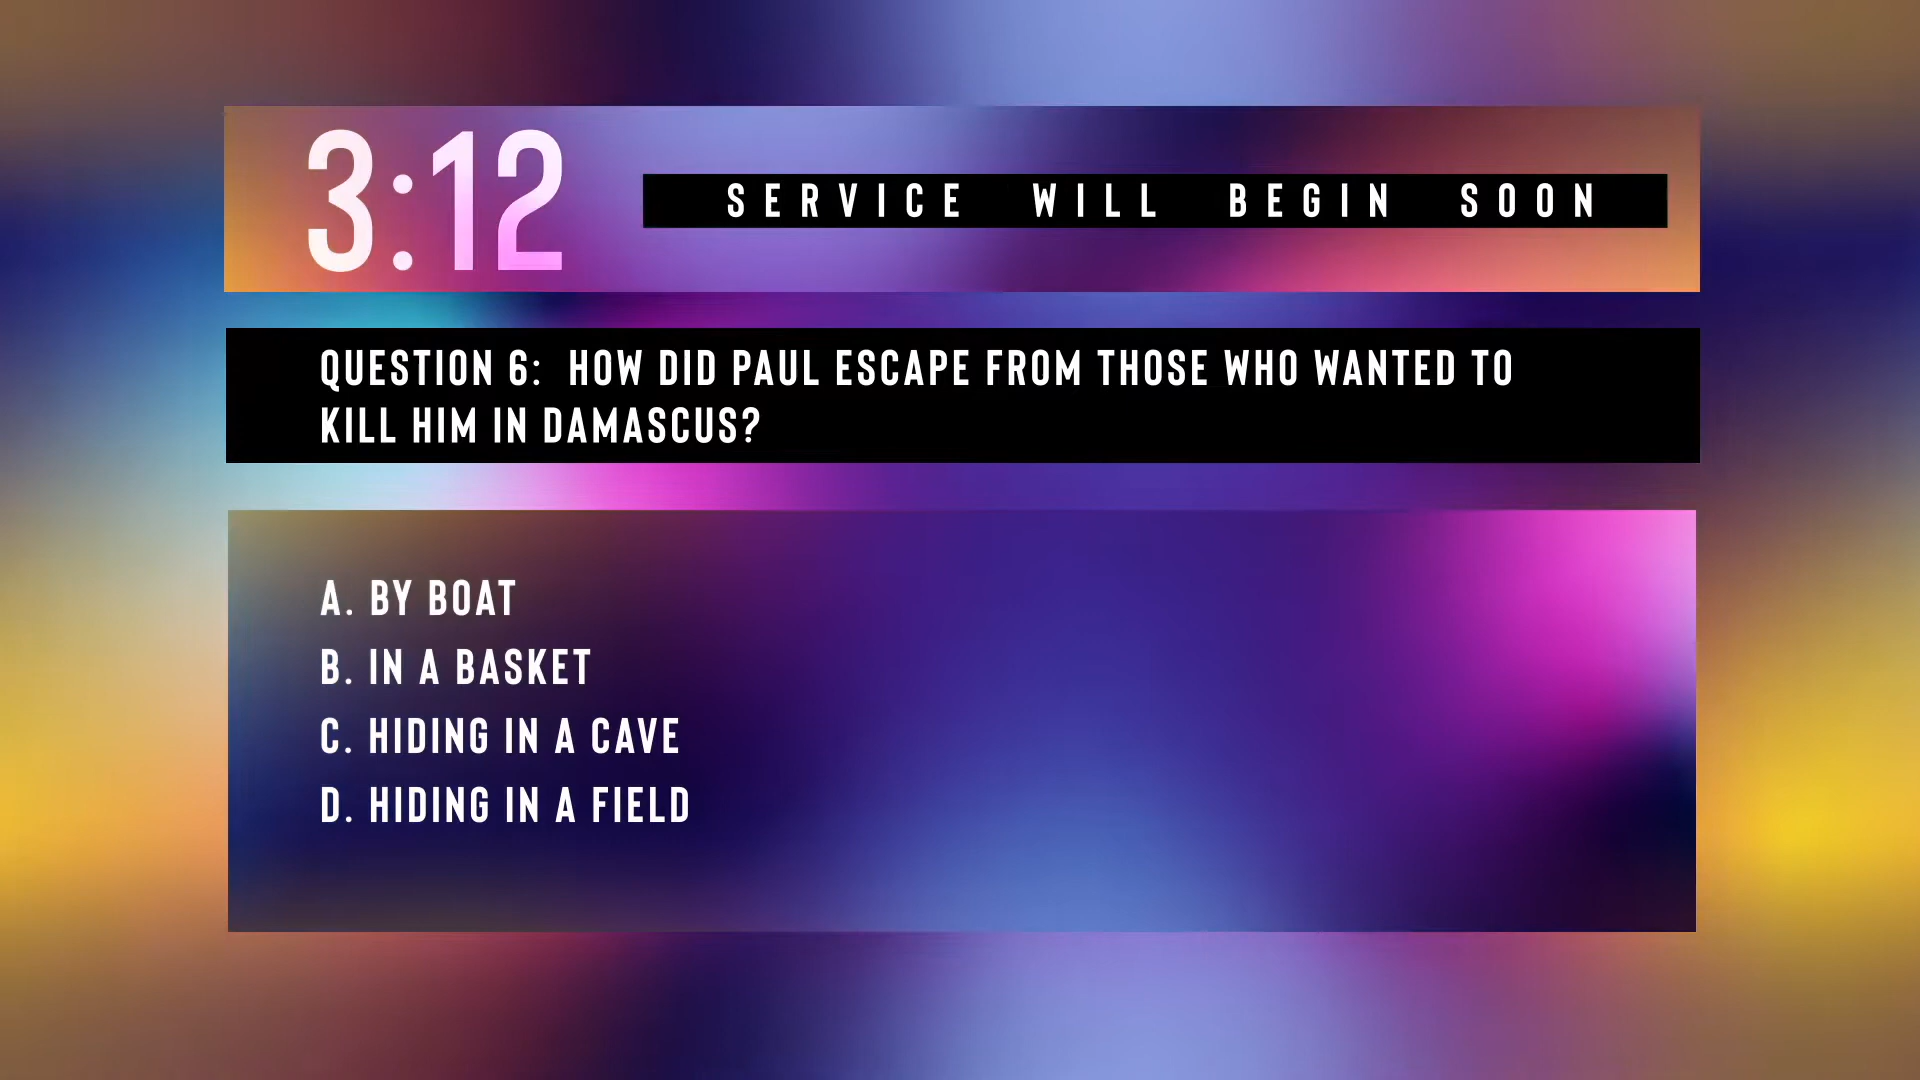 3:12
SERVICE WILL BEGIN SOON
QUESTION 6: HOW DID PAUL ESCAPE FROM THOSE WHO WANTED TO
KILL HIM IN DAMASCUS?
A. BY BOAT
B. IN A BASKET
C. HIDING IN A CAVE
D. HIDING IN A FIELD